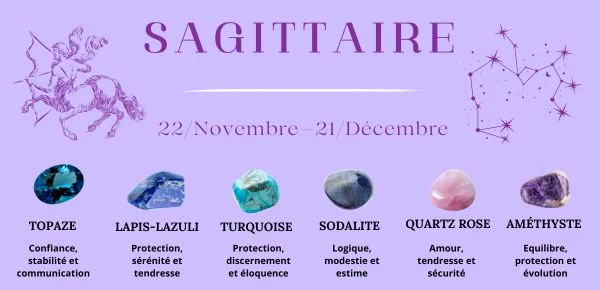 SAGITTAIRE
22/Novembre—21/Décembre
TOPAZE
Confiance,
stabilité et
communication
LAPIS-LAZULI
Protection,
sérénité et
tendresse
TURQUOISE
Protection,
discernement
et éloquence
SODALITE
Logique,
modestie et
estime
QUARTZ ROSE
Amour,
tendresse et
sécurité
AMÉTHYSTE
Equilibre,
protection et
évolution